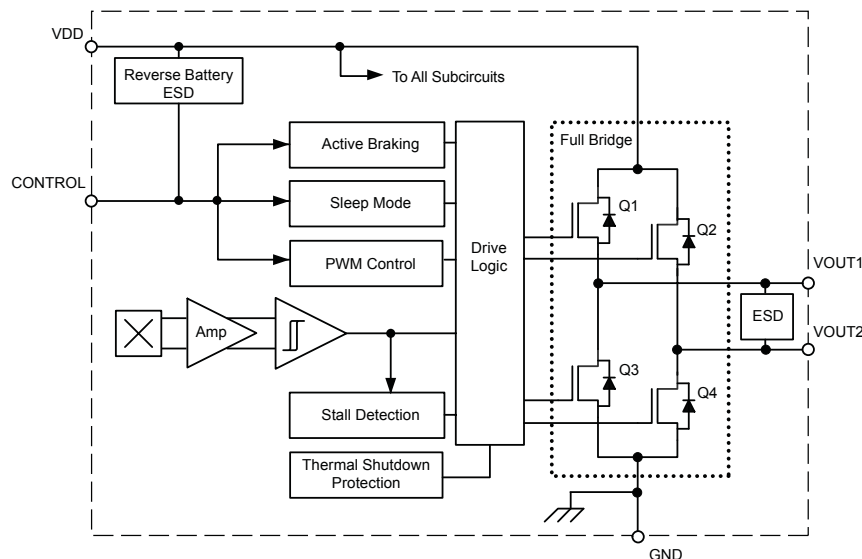 VDD
Reverse Battery
ESD
To All Subcircuits
Active Braking
Full Bridge
CONTROL
Sleep Mode
Q1
Q2
PWM Control
Drive
Logic
VOUT1
Amp
ESD
VOUT2
Q3
Q4
Stall Detection
Thermal Shutdown
Protection
GND